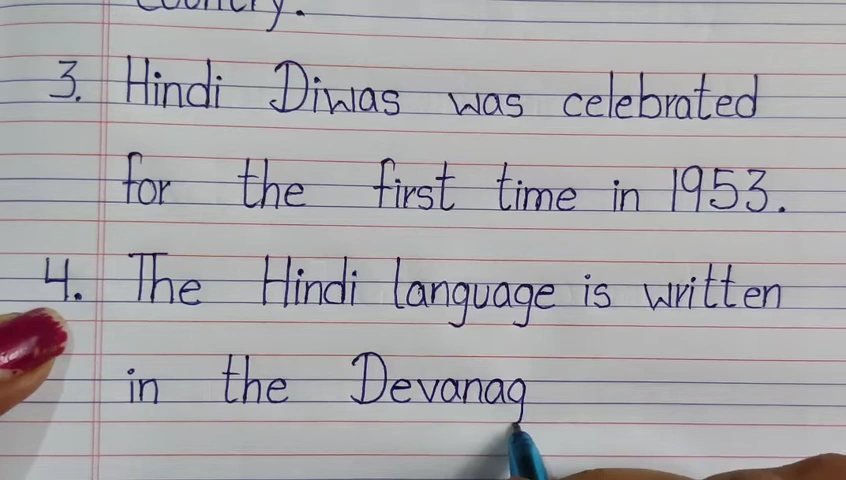 country.
3. Hindi Diwas was celebrated
for the first time in 1953.
4. The Hindi language is written
in the Devanag